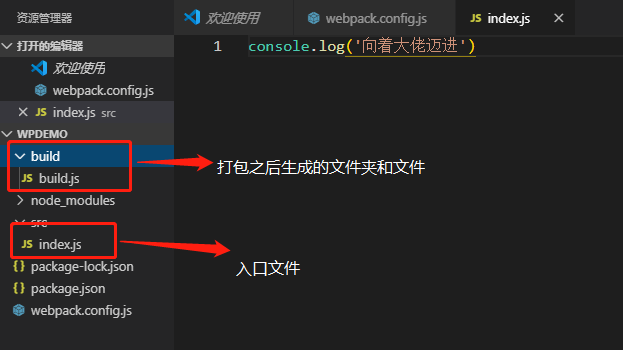 资源管理器
欢迎使用
webpack.config.js
JS index.js
打开的编辑器
1 console.log('向着大佬迈进')
欢迎使用
webpack.config.js
JS index.js src
WPDEMO
build
打包之后生成的文件夹和文件
JS build.js
node_modules
src
JS index.js
入口文件
{} package-lock.json
{} package.json
webpack.config.js